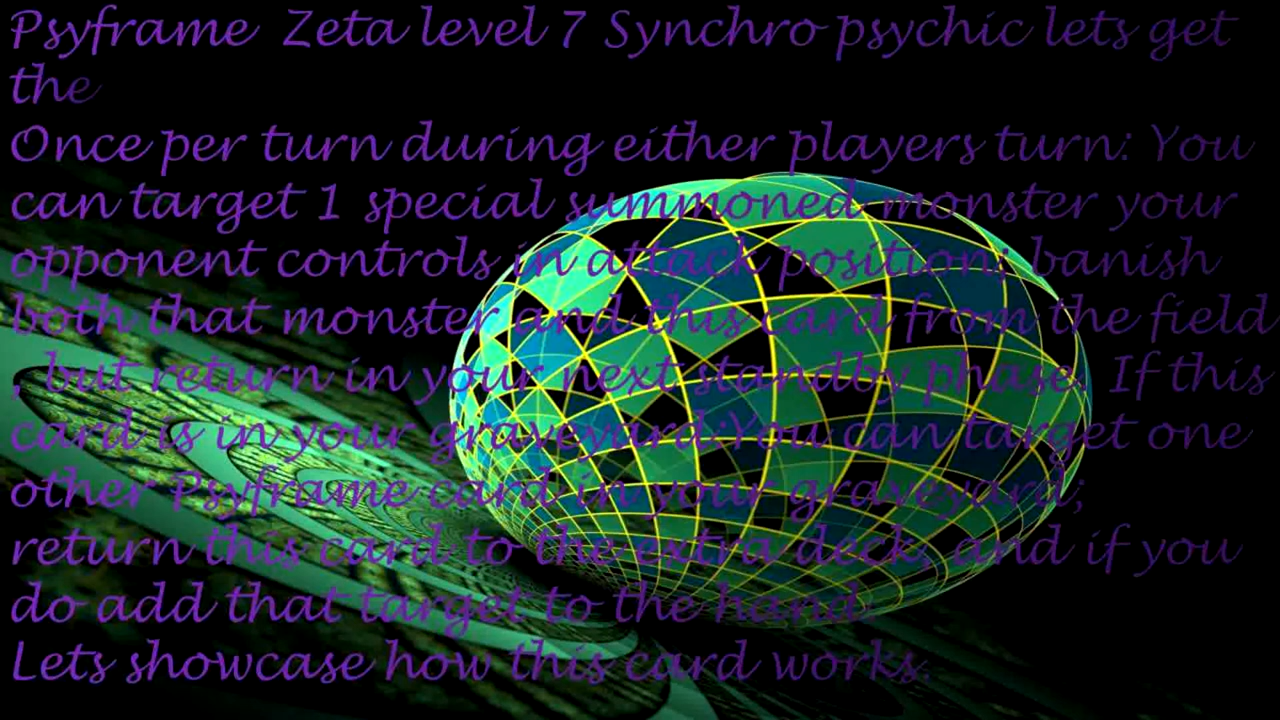 Psyframe Zeta level 7 Synchro psychic lets get
the
Once per turn during either players turn: You
can target 1 special summoned monster your
opponent controls in attack position; banish
both that monster and this card from the field
, but return in your next standby phase. If this
card is in your graveyard:You can target one
other Psyframe card in your graveyard;
return this card to the extra deck, and if you
do add that target to the hand.
Lets showcase how this card works.